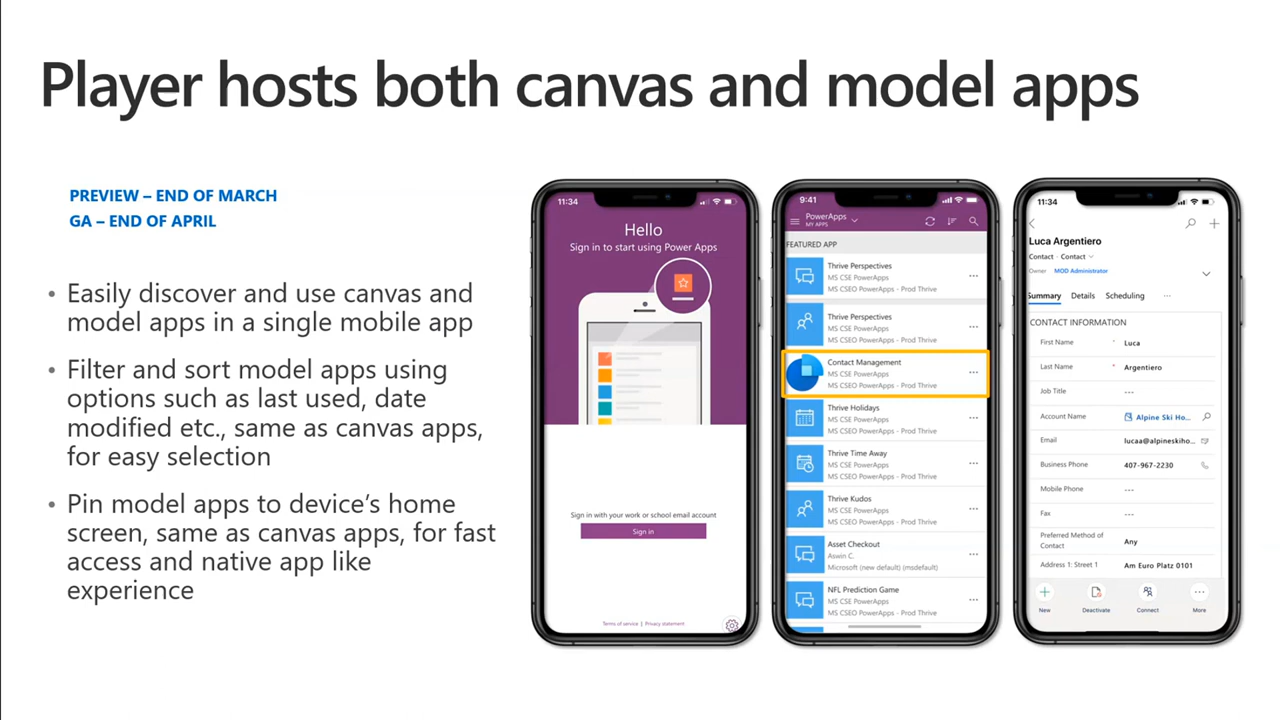 Player hosts both canvas and model apps
PREVIEW – END OF MARCH
GA – END OF APRIL
• Easily discover and use canvas and
model apps in a single mobile app
• Filter and sort model apps using
options such as last used, date
modified etc., same as canvas apps,
for easy selection
• Pin model apps to device's home
screen, same as canvas apps, for fast
access and native app like
experience
11:34
Hello
Sign in to start using Power Apps
Sign in with your work or school email account
Sign in
Terms of service | Privacy statement
9:41
PowerApps
MY APPS
FEATURED APP
Thrive Perspectives
MS CSE PowerApps
MS CSEO PowerApps - Prod Thrive
Thrive Perspectives
MS CSE PowerApps
MS CSEO PowerApps - Prod Thrive
Contact Management
MS CSE PowerApps
MS CSEO PowerApps - Prod Thrive
Thrive Holidays
MS CSE PowerApps
MS CSEO PowerApps - Prod Thrive
Thrive Time Away
MS CSE PowerApps
MS CSEO PowerApps - Prod Thrive
Thrive Kudos
MS CSE PowerApps
MS CSEO PowerApps - Prod Thrive
Asset Checkout
Aswin C.
Microsoft (new default) (msdefault)
NFL Prediction Game
MS CSE PowerApps
MS CSEO PowerApps - Prod Thrive
11:34
Luca Argentiero
Contact · Contact
Owner MOD Administrator
Summary Details Scheduling ...
CONTACT INFORMATION
First Name * Luca
Last Name * Argentiero
Job Title ---
Account Name Alpine Ski Ho...
Email lucaa@alpineskiho...
Business Phone 407-967-2230
Mobile Phone ---
Fax ---
Preferred Method of
Contact Any
Address 1: Street 1 Am Euro Platz 0101
New Deactivate Connect More